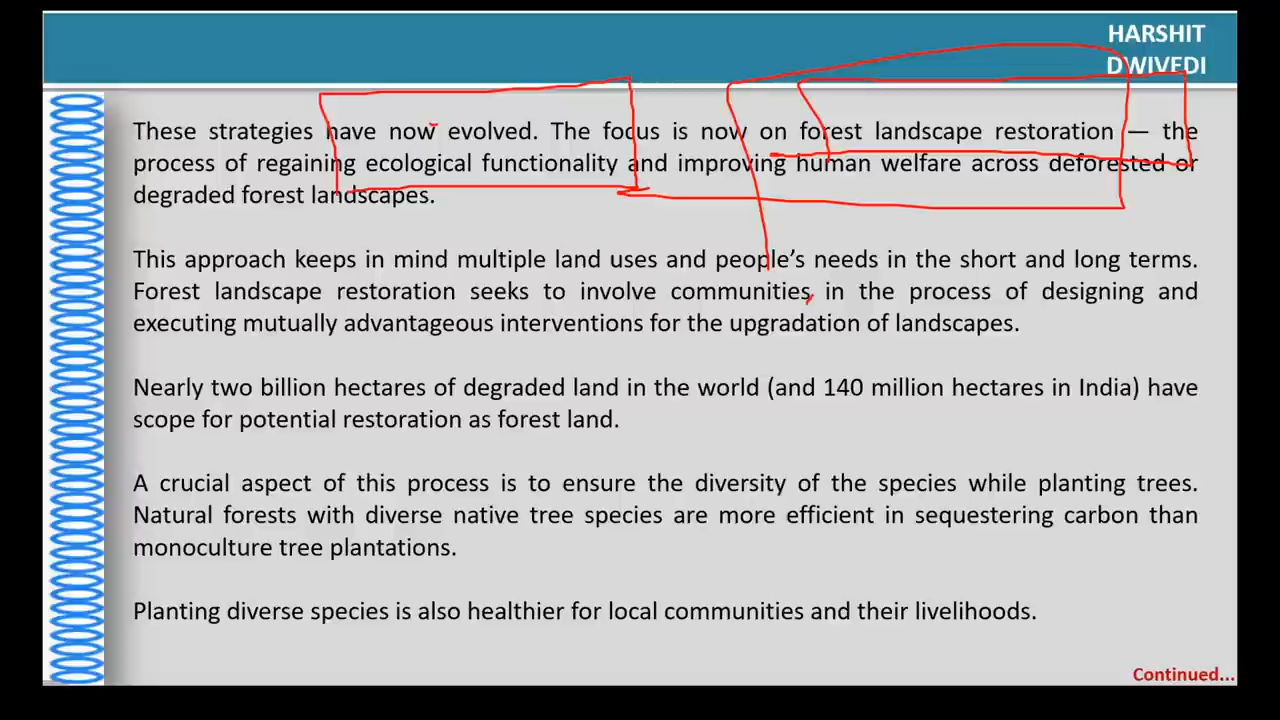 HARSHIT
DWIVEDI
These strategies have now evolved. The focus is now on forest landscape restoration — the
process of regaining ecological functionality and improving human welfare across deforested or
degraded forest landscapes.
This approach keeps in mind multiple land uses and people’s needs in the short and long terms.
Forest landscape restoration seeks to involve communities in the process of designing and
executing mutually advantageous interventions for the upgradation of landscapes.
Nearly two billion hectares of degraded land in the world (and 140 million hectares in India) have
scope for potential restoration as forest land.
A crucial aspect of this process is to ensure the diversity of the species while planting trees.
Natural forests with diverse native tree species are more efficient in sequestering carbon than
monoculture tree plantations.
Planting diverse species is also healthier for local communities and their livelihoods.
Continued...